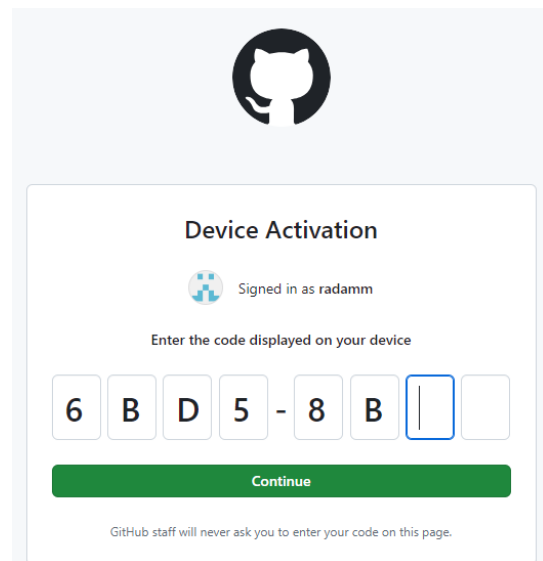 Device Activation
Signed in as radamm
Enter the code displayed on your device
6 B D 5 - 8 B
Continue
GitHub staff will never ask you to enter your code on this page.